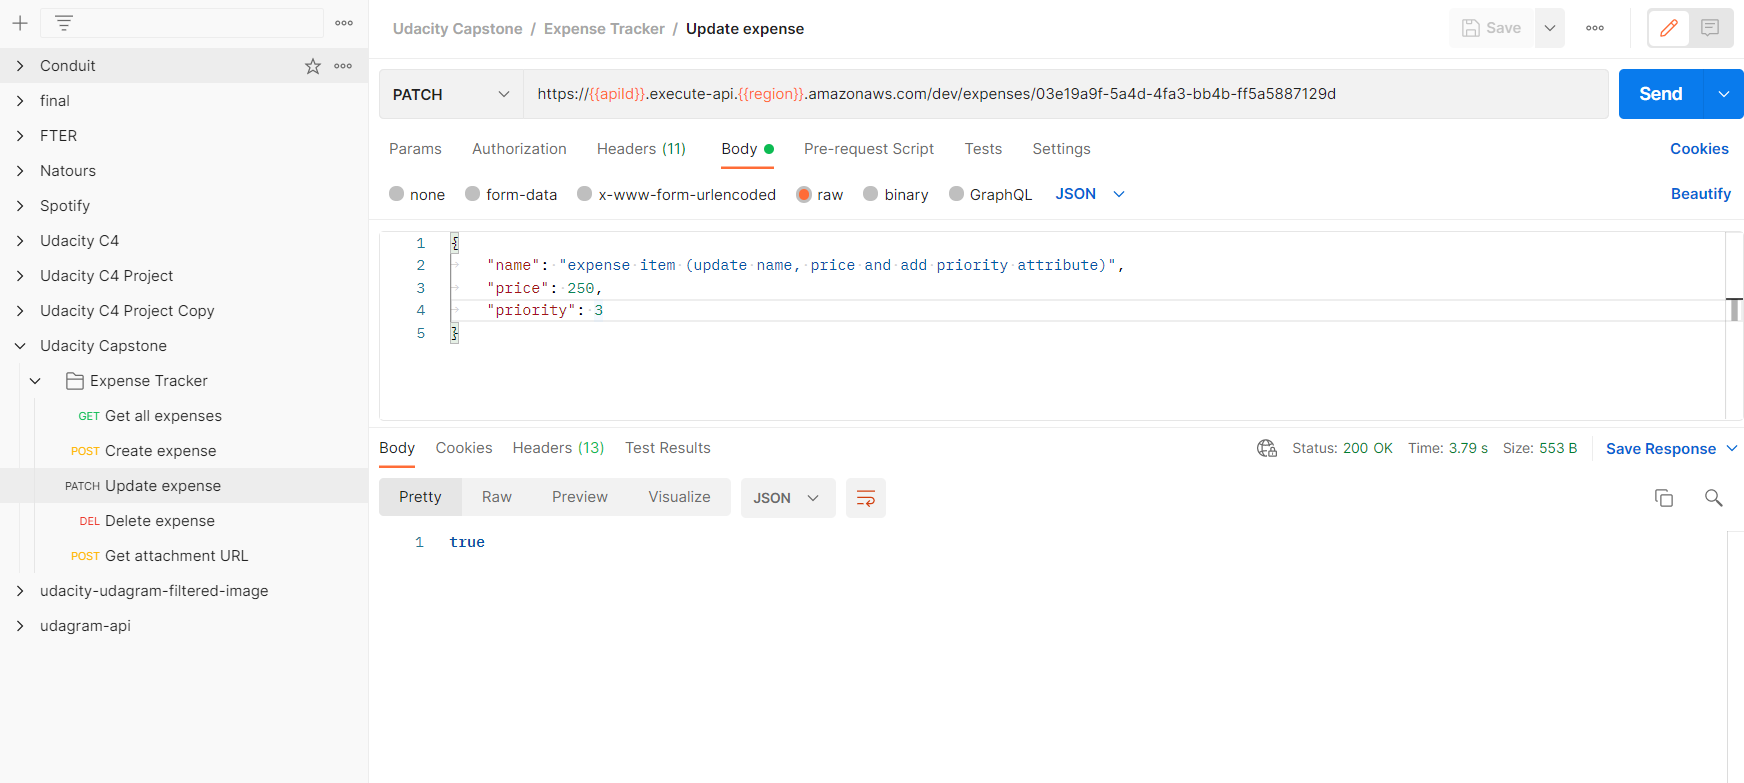 Conduit
final
FTER
Natours
Spotify
Udacity C4
Udacity C4 Project
Udacity C4 Project Copy
Udacity Capstone
Expense Tracker
GET Get all expenses
POST Create expense
PATCH Update expense
DEL Delete expense
POST Get attachment URL
udacity-udagram-filtered-image
udagram-api
Udacity Capstone / Expense Tracker / Update expense
Save
PATCH https://{{apiId}}.execute-api.{{region}}.amazonaws.com/dev/expenses/03e19a9f-5a4d-4fa3-bb4b-ff5a5887129d Send
Params Authorization Headers (11) Body Pre-request Script Tests Settings Cookies
none form-data x-www-form-urlencoded raw binary GraphQL JSON Beautify
1 {
2 "name": "expense item (update name, price and add priority attribute)",
3 "price": 250,
4 "priority": 3
5 }
Body Cookies Headers (13) Test Results Status: 200 OK Time: 3.79 s Size: 553 B Save Response
Pretty Raw Preview Visualize JSON
1 true